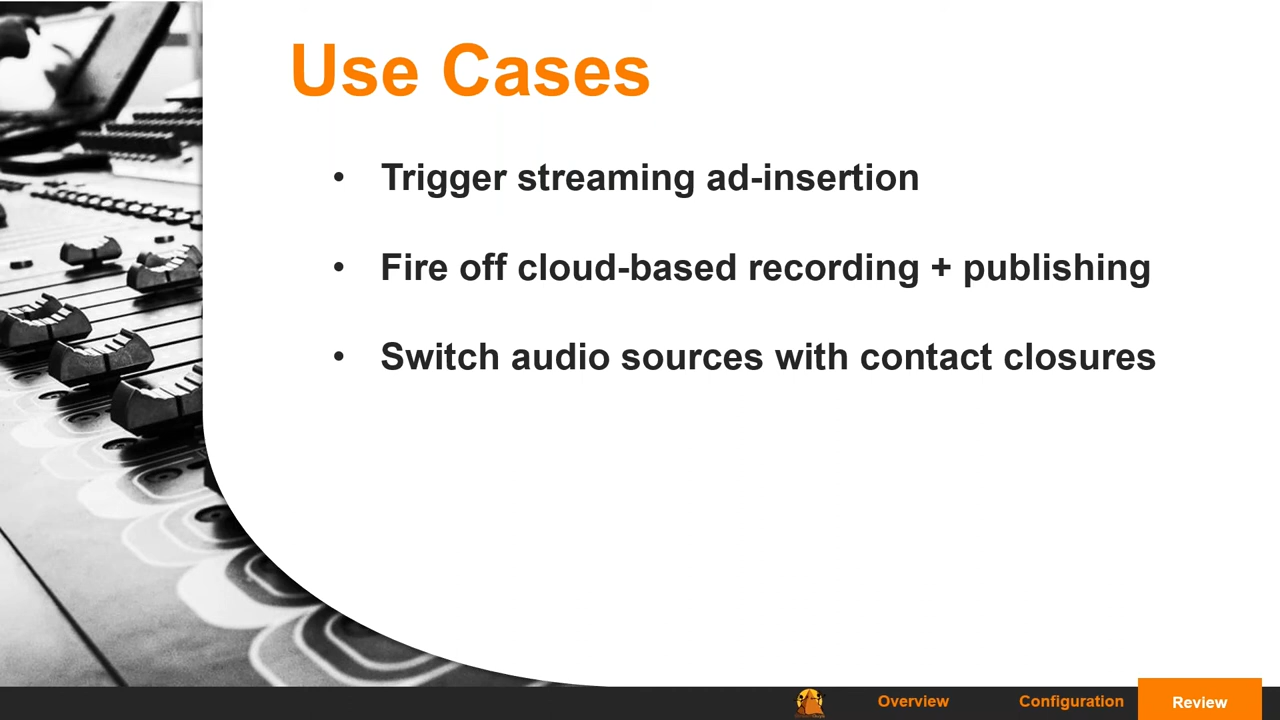 Use Cases
• Trigger streaming ad-insertion
• Fire off cloud-based recording + publishing
• Switch audio sources with contact closures
Overview Configuration Review